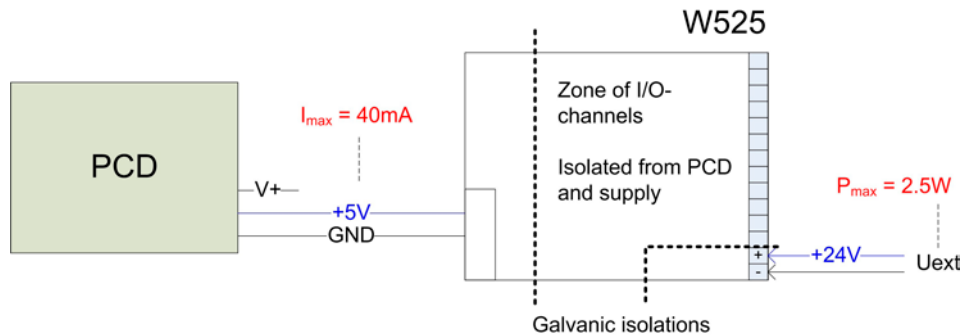 W525
Zone of I/O-
channels
Isolated from PCD
and supply
Imax = 40mA
PCD
V+
+5V
GND
Pmax = 2.5W
+
-
+24V
Uext
Galvanic isolations